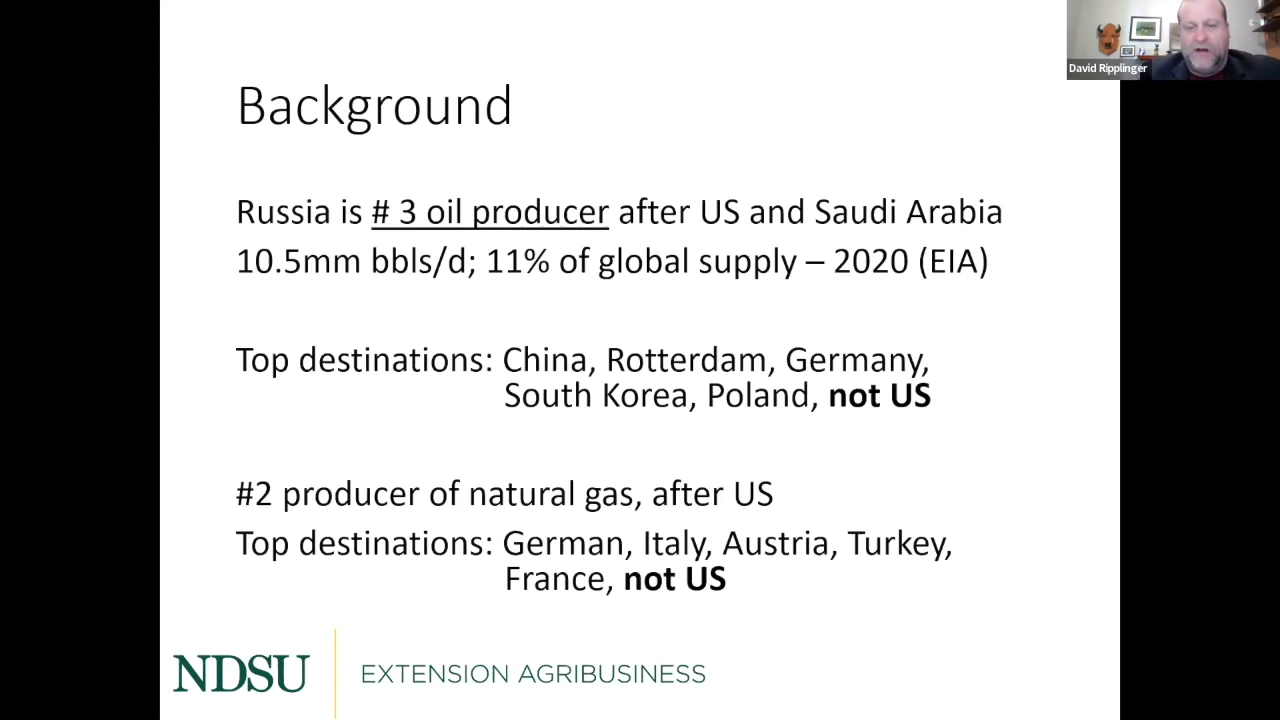 David Ripplinger
Background
Russia is # 3 oil producer after US and Saudi Arabia
10.5mm bbls/d; 11% of global supply – 2020 (EIA)
Top destinations: China, Rotterdam, Germany,
South Korea, Poland, not US
#2 producer of natural gas, after US
Top destinations: German, Italy, Austria, Turkey,
France, not US
NDSU EXTENSION AGRIBUSINESS